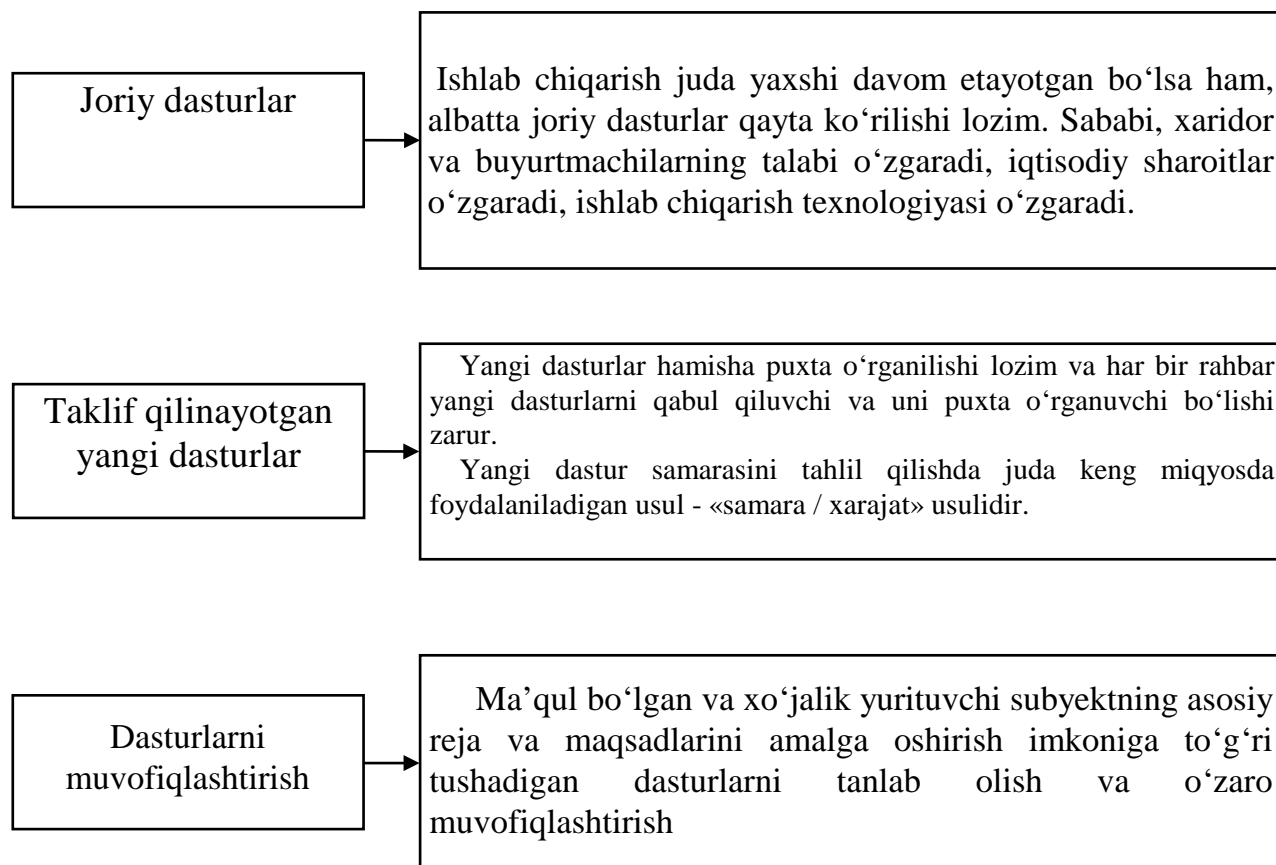 Joriy dasturlar
Ishlab chiqarish juda yaxshi davom etayotgan bo‘lsa ham,
albatta joriy dasturlar qayta ko‘rilishi lozim. Sababi, xaridor
va buyurtmachilarning talabi o‘zgaradi, iqtisodiy sharoitlar
o‘zgaradi, ishlab chiqarish texnologiyasi o‘zgaradi.
Taklif qilinayotgan
yangi dasturlar
Yangi dasturlar hamisha puxta o‘rganilishi lozim va har bir rahbar
yangi dasturlarni qabul qiluvchi va uni puxta o‘rganuvchi bo‘lishi
zarur.
Yangi dastur samarasini tahlil qilishda juda keng miqyosda
foydalaniladigan usul - «samara / xarajat» usulidir.
Dasturlarni
muvofiqlashtirish
Ma’qul bo‘lgan va xo‘jalik yurituvchi subyektning asosiy
reja va maqsadlarini amalga oshirish imkoniga to‘g‘ri
tushadigan dasturlarni tanlab olish va o‘zaro
muvofiqlashtirish